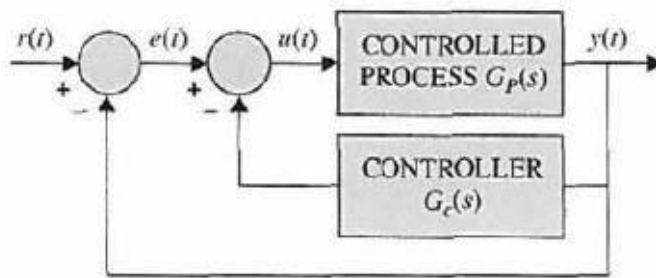 r(t) e(t) u(t) CONTROLLED y(t)
PROCESS G_P(s)
+ − + −
CONTROLLER
G_c(s)